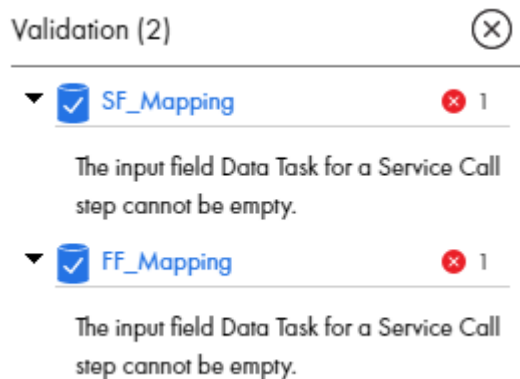 Validation (2)
SF_Mapping 1
The input field Data Task for a Service Call
step cannot be empty.
FF_Mapping 1
The input field Data Task for a Service Call
step cannot be empty.